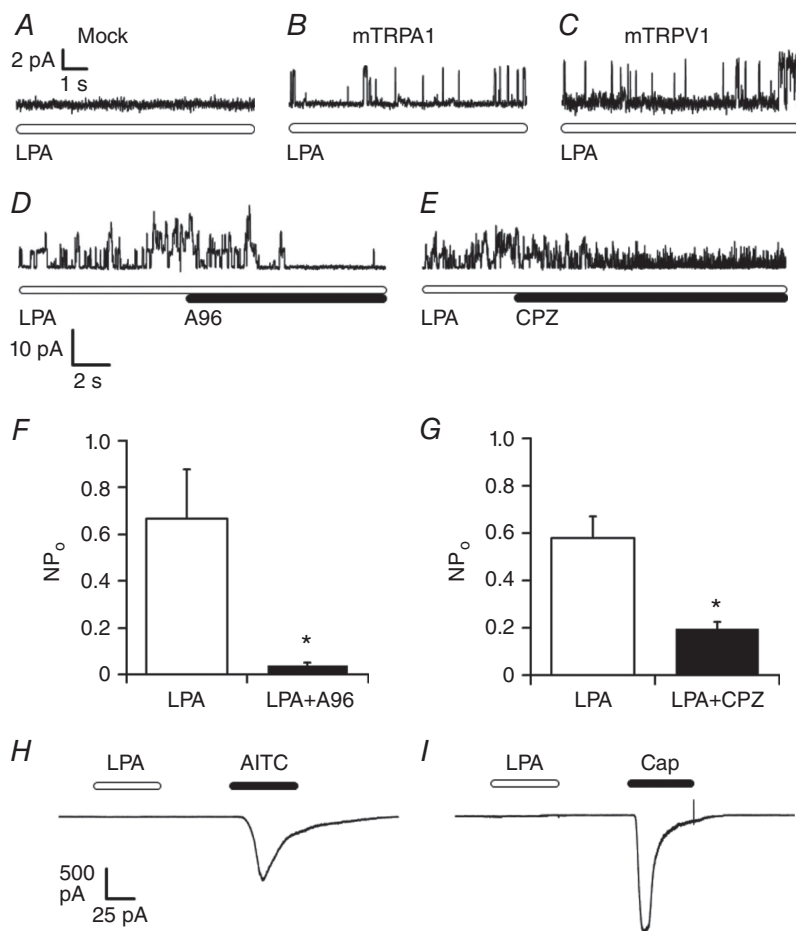 A Mock
B mTRPA1
C mTRPV1
2 pA
1 s
LPA
LPA
LPA
D
E
LPA A96
LPA CPZ
10 pA
2 s
F
1.0
0.8
0.6
0.4
0.2
0
NPo
*
LPA LPA+A96
G
1.0
0.8
0.6
0.4
0.2
0
NPo
*
LPA LPA+CPZ
H
LPA AITC
500
pA
25 pA
I
LPA Cap